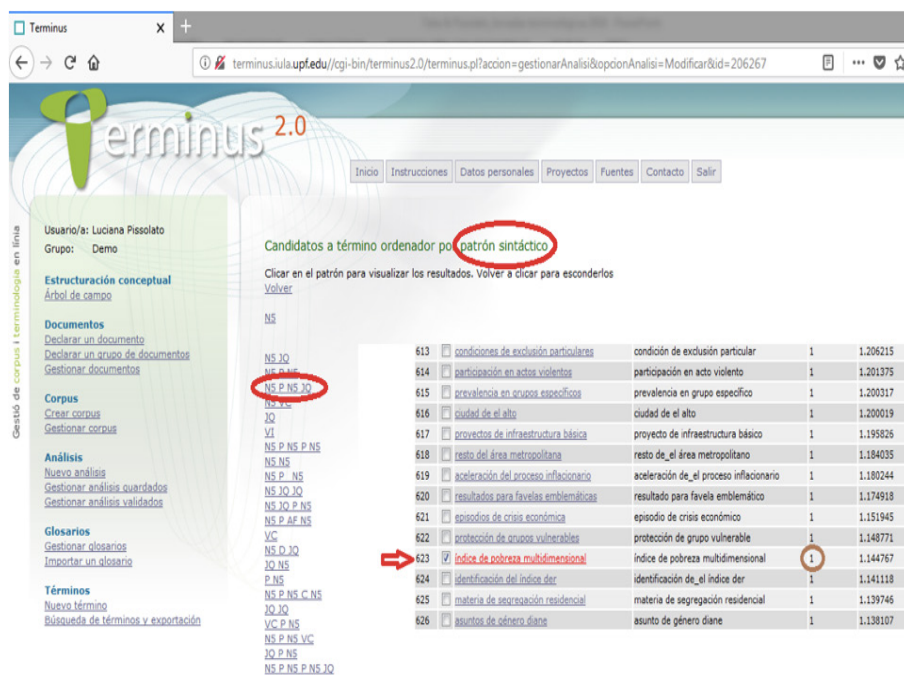 Terminus
terminus.iula.upf.edu//cgi-bin/terminus2.0/terminus.pl?accion=gestionarAnalisi&opcionAnalisi=Modificar&id=206267
Terminus 2.0
Inicio Instrucciones Datos personales Proyectos Fuentes Contacto Salir
Gestió de corpus i terminologia en línia
Usuario/a: Luciana Pissolato
Grupo: Demo
Estructuración conceptual
Árbol de campo
Documentos
Declarar un documento
Declarar un grupo de documentos
Gestionar documentos
Corpus
Crear corpus
Gestionar corpus
Análisis
Nuevo análisis
Gestionar análisis guardados
Gestionar análisis validados
Glosarios
Gestionar glosarios
Importar un glosario
Términos
Nuevo término
Búsqueda de términos y exportación
Candidatos a término ordenador por patrón sintáctico
Clicar en el patrón para visualizar los resultados. Volver a clicar para esconderlos
Volver
N5
N5 JQ
N5 P N5
N5 P N5 JQ
N5 VC
JQ
VI
N5 P N5 P N5
N5 N5
N5 P N5
N5 JQ JQ
N5 JQ P N5
N5 P AF N5
VC
N5 D JQ
JQ N5
P N5
N5 P N5 C N5
JQ JQ
VC P N5
N5 P N5 VC
JQ P N5
N5 P N5 P N5 JQ
613 condiciones de exclusión particulares condición de exclusión particular 1 1.206215
614 participación en actos violentos participación en acto violento 1 1.201375
615 prevalencia en grupos específicos prevalencia en grupo específico 1 1.200317
616 ciudad de el alto ciudad de el alto 1 1.200019
617 proyectos de infraestructura básica proyecto de infraestructura básico 1 1.195826
618 resto del área metropolitana resto de_el área metropolitano 1 1.184035
619 aceleración del proceso inflacionario aceleración de_el proceso inflacionario 1 1.180244
620 resultados para favelas emblemáticas resultado para favela emblemático 1 1.174918
621 episodios de crisis económica episodio de crisis económico 1 1.151945
622 protección de grupos vulnerables protección de grupo vulnerable 1 1.148771
623 índice de pobreza multidimensional índice de pobreza multidimensional 1 1.144767
624 identificación del índice der identificación de_el índice der 1 1.141118
625 materia de segregación residencial materia de segregación residencial 1 1.139746
626 asuntos de género diane asunto de género diane 1 1.138107